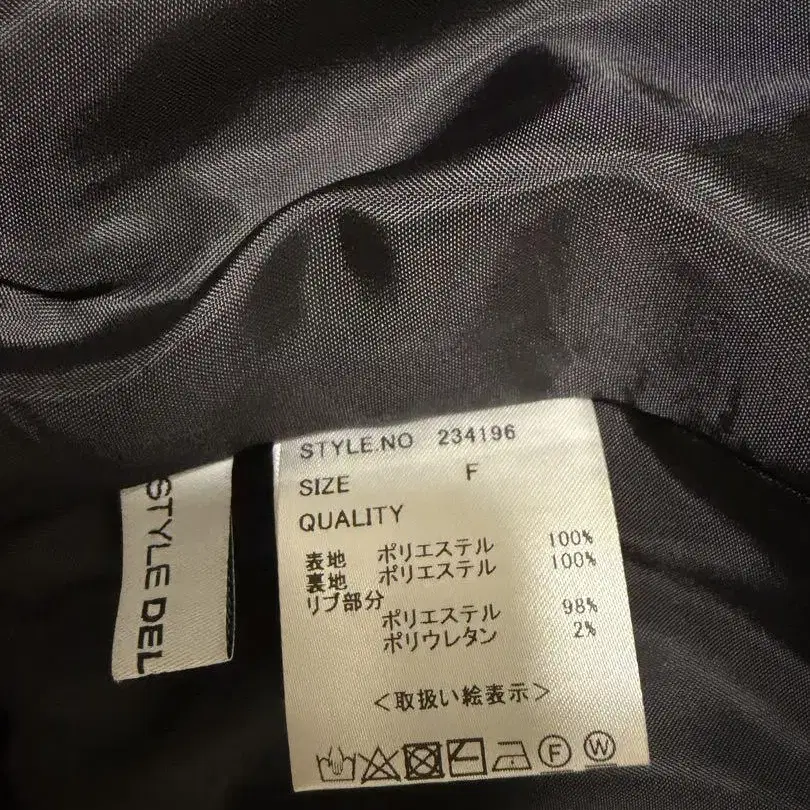 STYLE.NO 234196
SIZE F
QUALITY
表地 ポリエステル 100%
裏地 ポリエステル 100%
リブ部分
ポリエステル 98%
ポリウレタン 2%
<取扱い絵表示>
F W
STYLE DEL